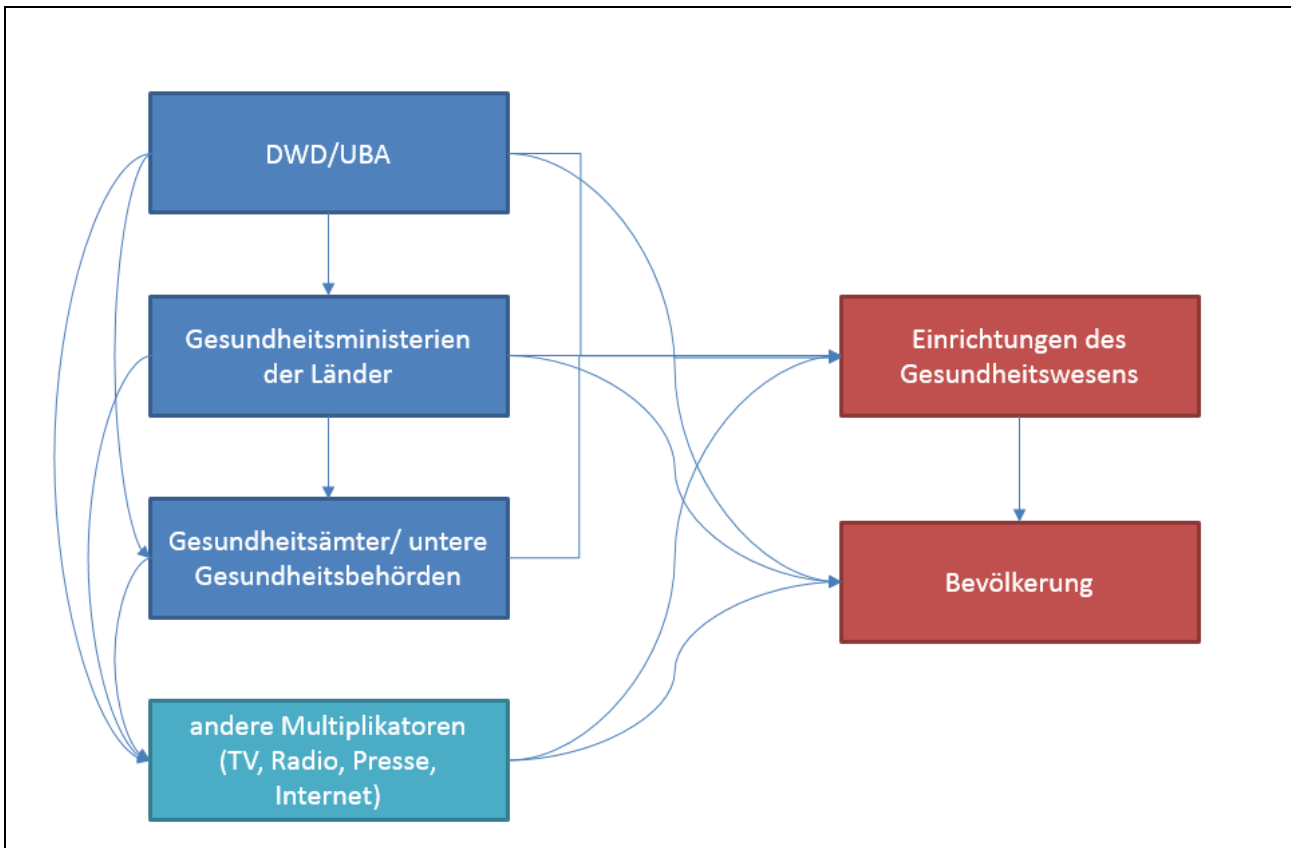 DWD/UBA
Gesundheitsministerien
der Länder
Einrichtungen des
Gesundheitswesens
Gesundheitsämter/ untere
Gesundheitsbehörden
Bevölkerung
andere Multiplikatoren
(TV, Radio, Presse,
Internet)